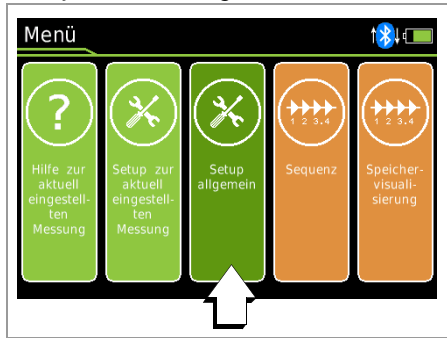 Menü
?
Hilfe zur
aktuell
eingestell-
ten
Messung
Setup zur
aktuell
eingestell-
ten
Messung
Setup
allgemein
1 2 3.4
Sequenz
1 2 3.4
Speicher-
visuali-
sierung